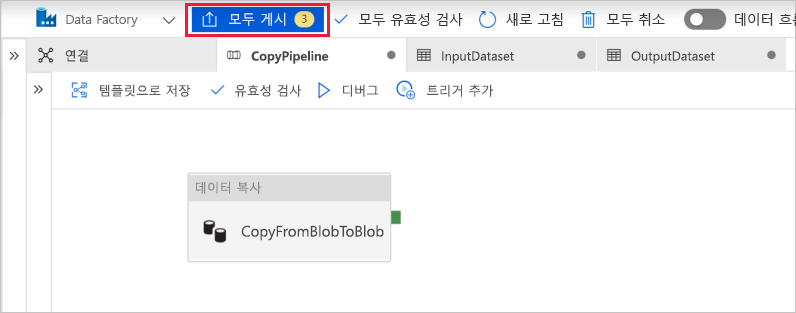 Data Factory 모두 게시 3 모두 유효성 검사 새로 고침 모두 취소 데이터 흐
연결 CopyPipeline InputDataset OutputDataset
템플릿으로 저장 유효성 검사 디버그 트리거 추가
데이터 복사
CopyFromBlobToBlob